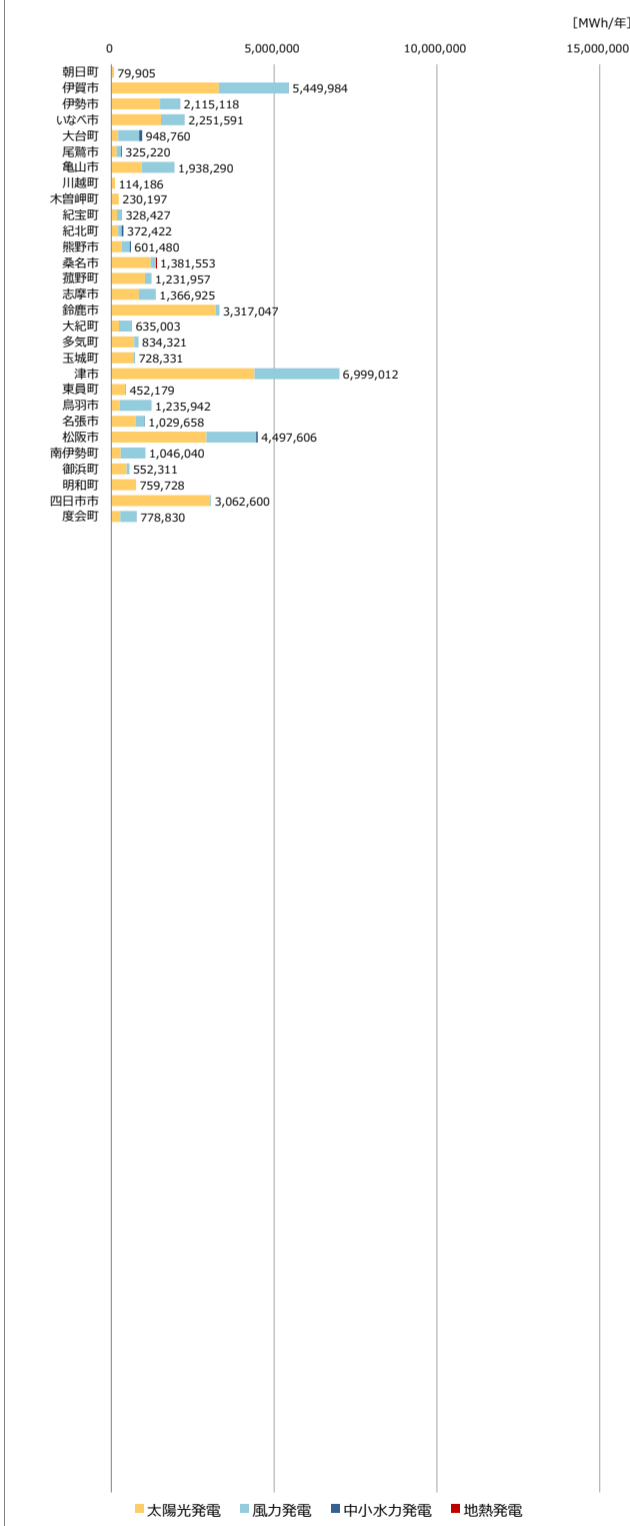 [MWh/年]
0 5,000,000 10,000,000 15,000,000
朝日町 79,905
伊賀市 5,449,984
伊勢市 2,115,118
いなべ市 2,251,591
大台町 948,760
尾鷲市 325,220
亀山市 1,938,290
川越町 114,186
木曽岬町 230,197
紀宝町 328,427
紀北町 372,422
熊野市 601,480
桑名市 1,381,553
菰野町 1,231,957
志摩市 1,366,925
鈴鹿市 3,317,047
大紀町 635,003
多気町 834,321
玉城町 728,331
津市 6,999,012
東員町 452,179
鳥羽市 1,235,942
名張市 1,029,658
松阪市 4,497,606
南伊勢町 1,046,040
御浜町 552,311
明和町 759,728
四日市市 3,062,600
度会町 778,830
太陽光発電 風力発電 中小水力発電 地熱発電